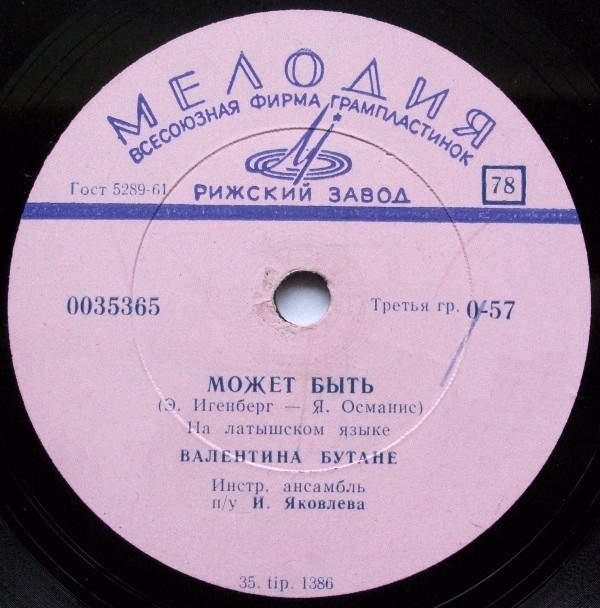 МЕЛОДИЯ
ВСЕСОЮЗНАЯ ФИРМА ГРАМПЛАСТИНОК
Гост 5289-61
РИЖСКИЙ ЗАВОД
78
0035365
Третья гр. 0-57
МОЖЕТ БЫТЬ
(Э. Игенберг — Я. Османис)
На латышском языке
ВАЛЕНТИНА БУТАНЕ
Инстр. ансамбль
п/у И. Яковлева
35. tip. 1386